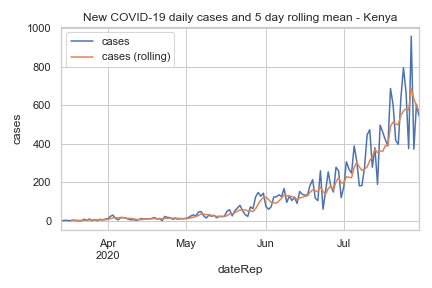 New COVID-19 daily cases and 5 day rolling mean - Kenya
cases
cases (rolling)
1000
800
600
400
200
0
cases
Apr
2020
May
Jun
Jul
dateRep